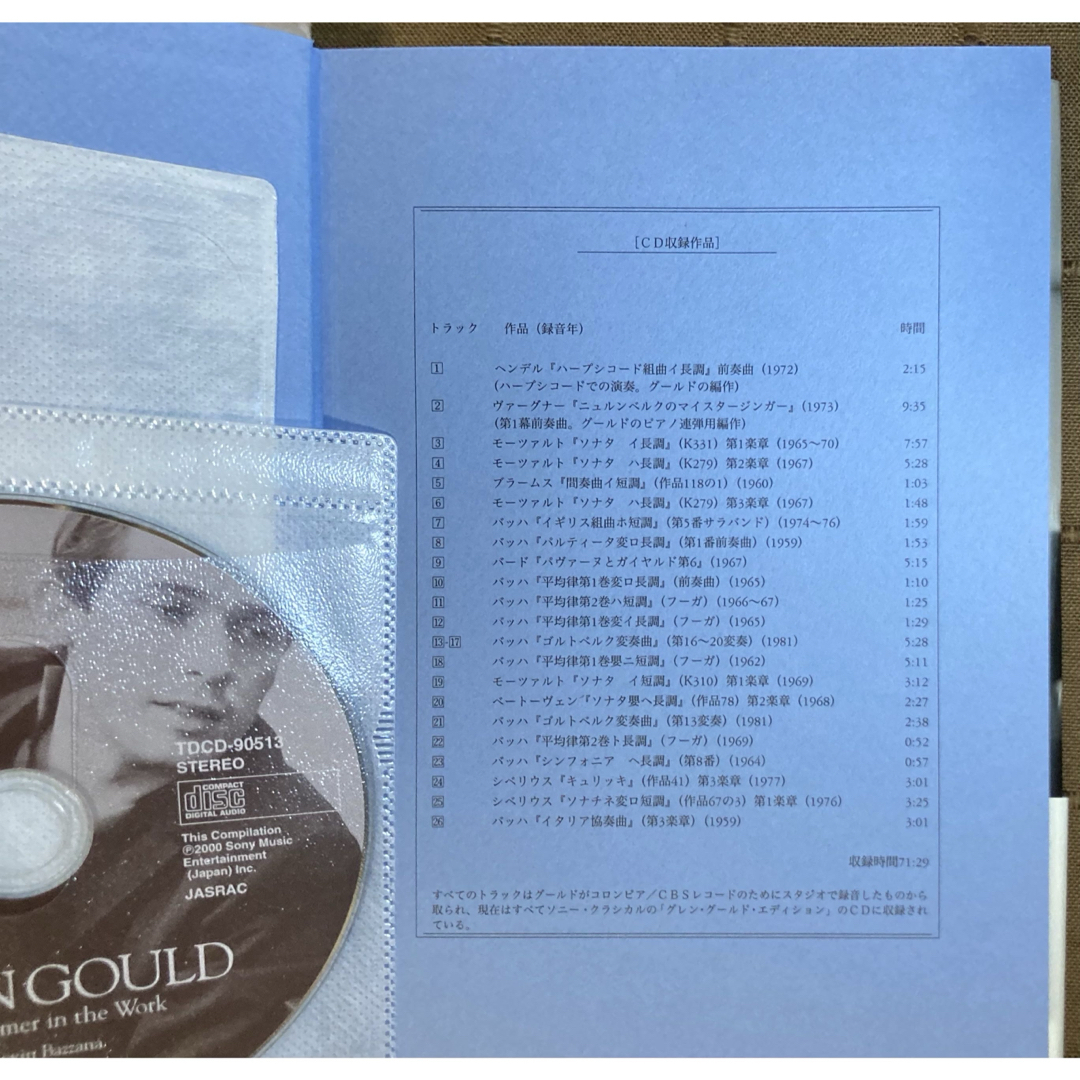 [CD収録作品]
トラック 作品(録音年) 時間
1 ヘンデル『ハープシコード組曲イ長調』前奏曲(1972) 2:15
(ハープシコードでの演奏。グールドの編作)
2 ヴァーグナー『ニュルンベルクのマイスタージンガー』(1973) 9:35
(第1幕前奏曲。グールドのピアノ連弾用編作)
3 モーツァルト『ソナタ イ長調』(K331) 第1楽章(1965〜70) 7:57
4 モーツァルト『ソナタ ハ長調』(K279) 第2楽章(1967) 5:28
5 ブラームス『間奏曲イ短調』(作品118の1)(1960) 1:03
6 モーツァルト『ソナタ ハ長調』(K279) 第3楽章(1967) 1:48
7 バッハ『イギリス組曲ホ短調』(第5番サラバンド)(1974〜76) 1:59
8 バッハ『パルティータ変ロ長調』(第1番前奏曲)(1959) 1:53
9 バード『パヴァーヌとガイヤルド第6』(1967) 5:15
10 バッハ『平均律第1巻変ロ長調』(前奏曲)(1965) 1:10
11 バッハ『平均律第2巻ハ短調』(フーガ)(1966〜67) 1:25
12 バッハ『平均律第1巻変イ長調』(フーガ)(1965) 1:29
13-17 バッハ『ゴルトベルク変奏曲』(第16〜20変奏)(1981) 5:28
18 バッハ『平均律第1巻嬰ニ短調』(フーガ)(1962) 5:11
19 モーツァルト『ソナタ イ短調』(K310) 第1楽章(1969) 3:12
20 ベートーヴェン『ソナタ嬰ヘ長調』(作品78) 第2楽章(1968) 2:27
21 バッハ『ゴルトベルク変奏曲』(第13変奏)(1981) 2:38
22 バッハ『平均律第2巻ト長調』(フーガ)(1969) 0:52
23 バッハ『シンフォニア ヘ長調』(第8番)(1964) 0:57
24 シベリウス『キュリッキ』(作品41) 第3楽章(1977) 3:01
25 シベリウス『ソナチネ変ロ短調』(作品67の3) 第1楽章(1976) 3:25
26 バッハ『イタリア協奏曲』(第3楽章)(1959) 3:01
収録時間71:29
すべてのトラックはグールドがコロンビア/CBSレコードのためにスタジオで録音したものから
取られ、現在はすべてソニー・クラシカルの「グレン・グールド・エディション」のCDに収録され
ている。
TDCD-90513
STEREO
COMPACT
disc
DIGITAL AUDIO
This Compilation
℗2000 Sony Music
Entertainment
(Japan) Inc.
JASRAC
N GOULD
mer in the Work
Bazzana.